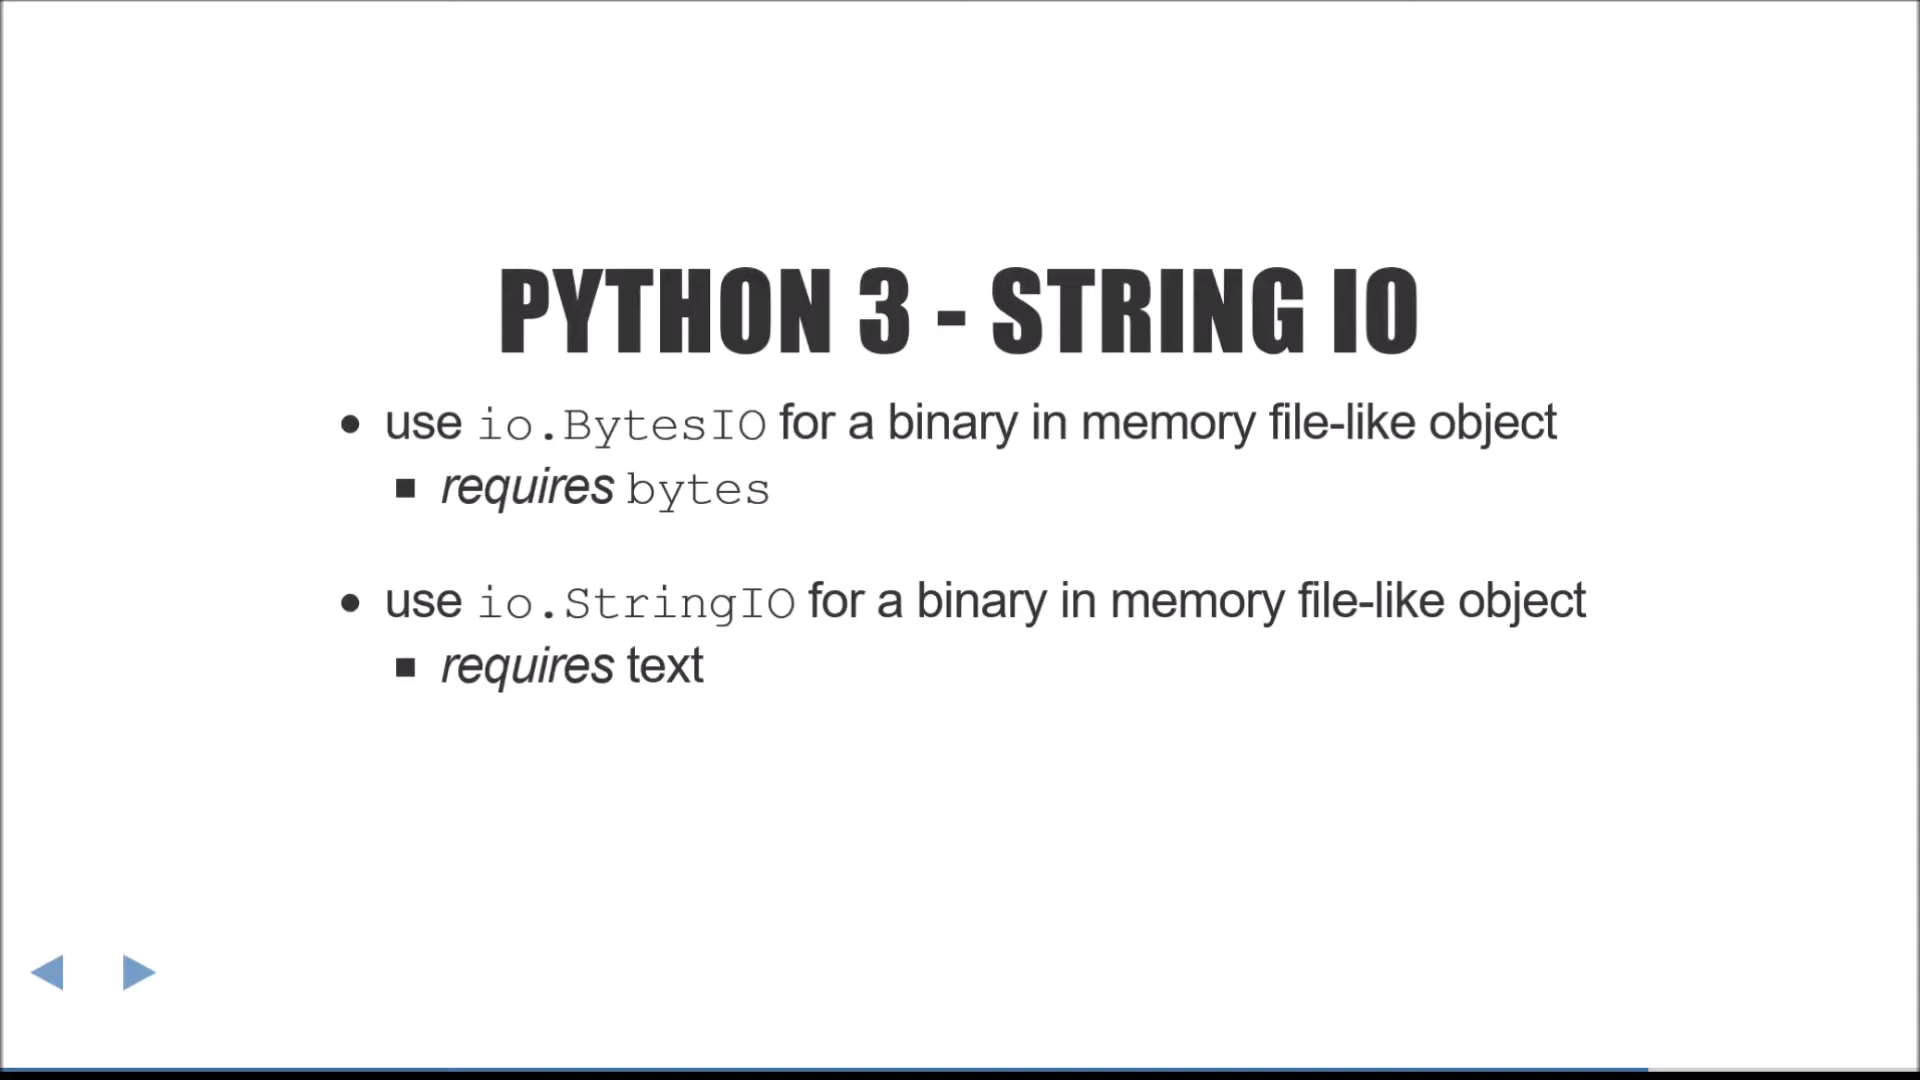 PYTHON 3 - STRING IO
• use io.BytesIO for a binary in memory file-like object
▪ requires bytes
• use io.StringIO for a binary in memory file-like object
▪ requires text